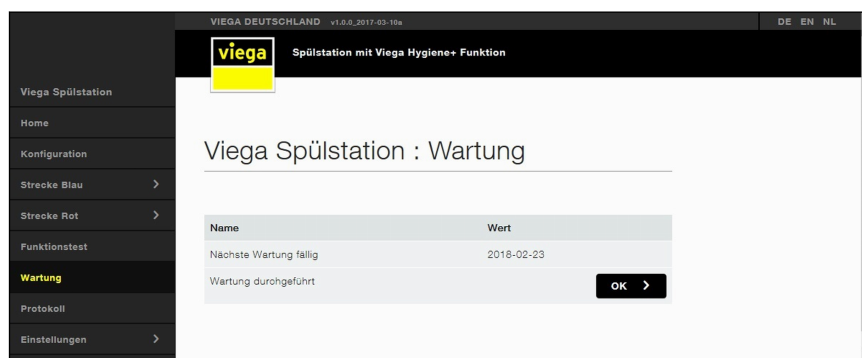 VIEGA DEUTSCHLAND v1.0.0_2017-03-10a
DE EN NL
viega
Spülstation mit Viega Hygiene+ Funktion
Viega Spülstation
Home
Konfiguration
Strecke Blau
Strecke Rot
Funktionstest
Wartung
Protokoll
Einstellungen
Viega Spülstation : Wartung
Name Wert
Nächste Wartung fällig 2018-02-23
Wartung durchgeführt OK